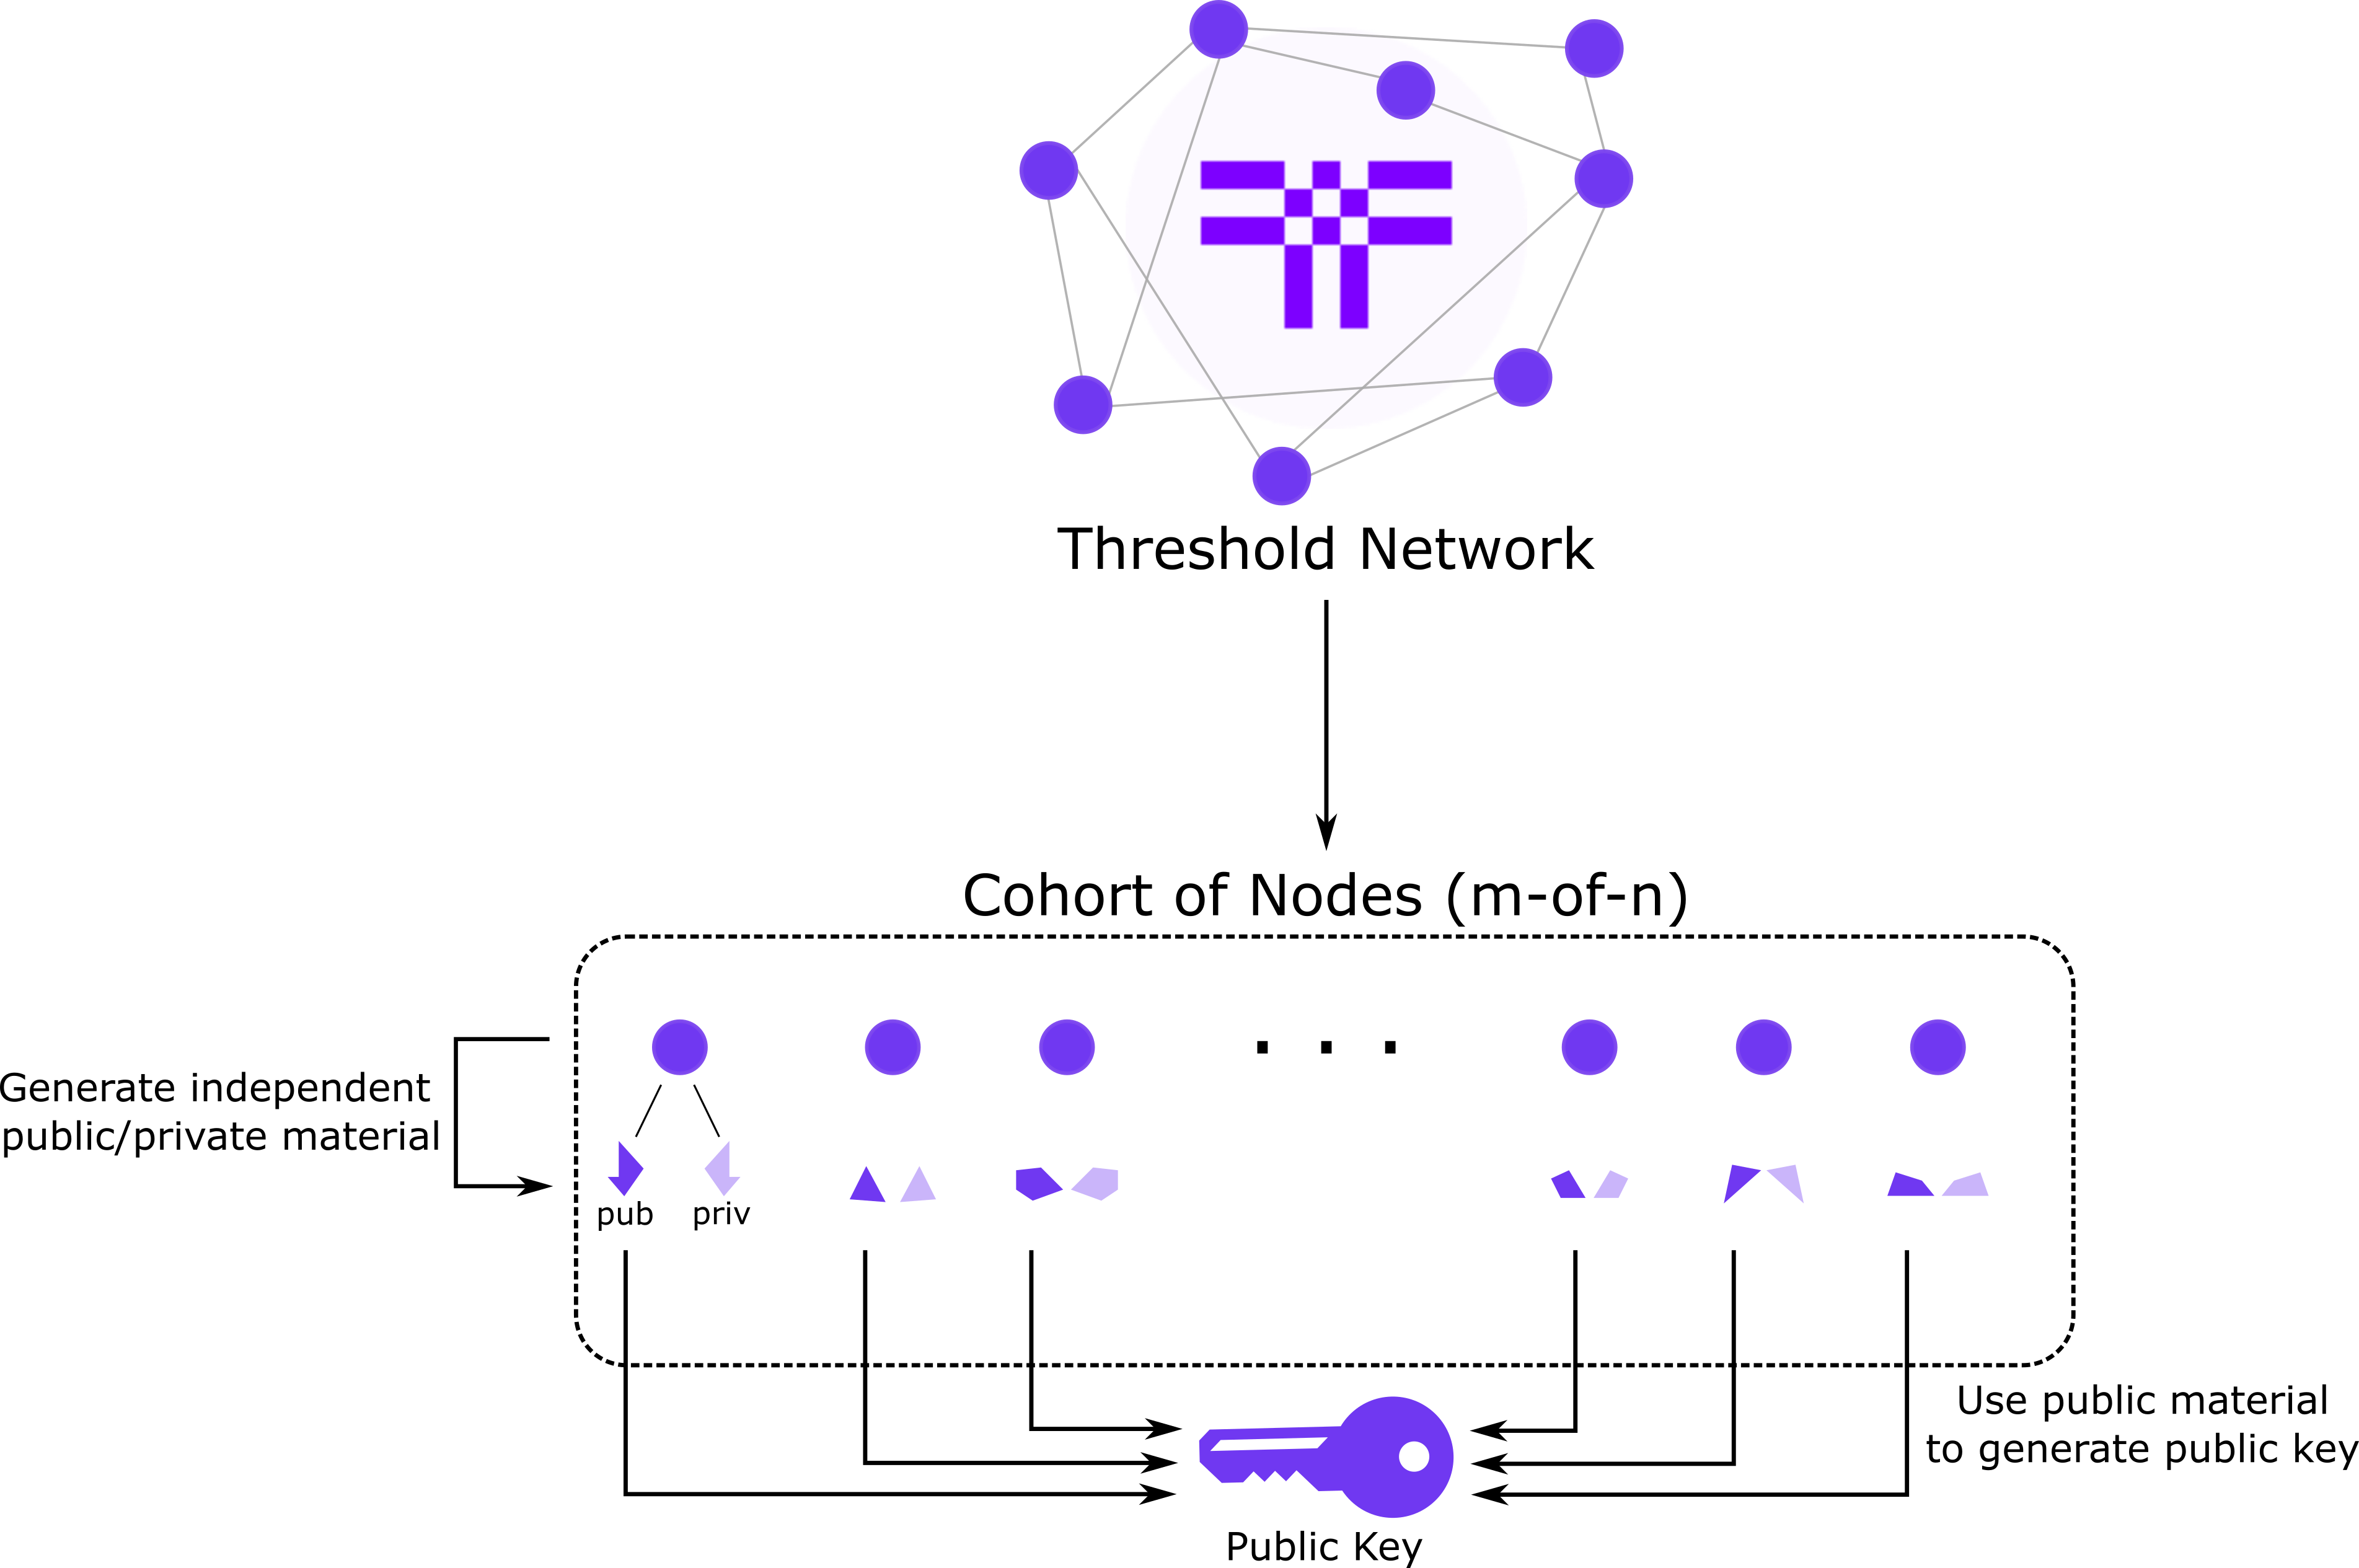 Threshold Network
Cohort of Nodes (m-of-n)
Generate independent
public/private material
pub
priv
Use public material
to generate public key
Public Key